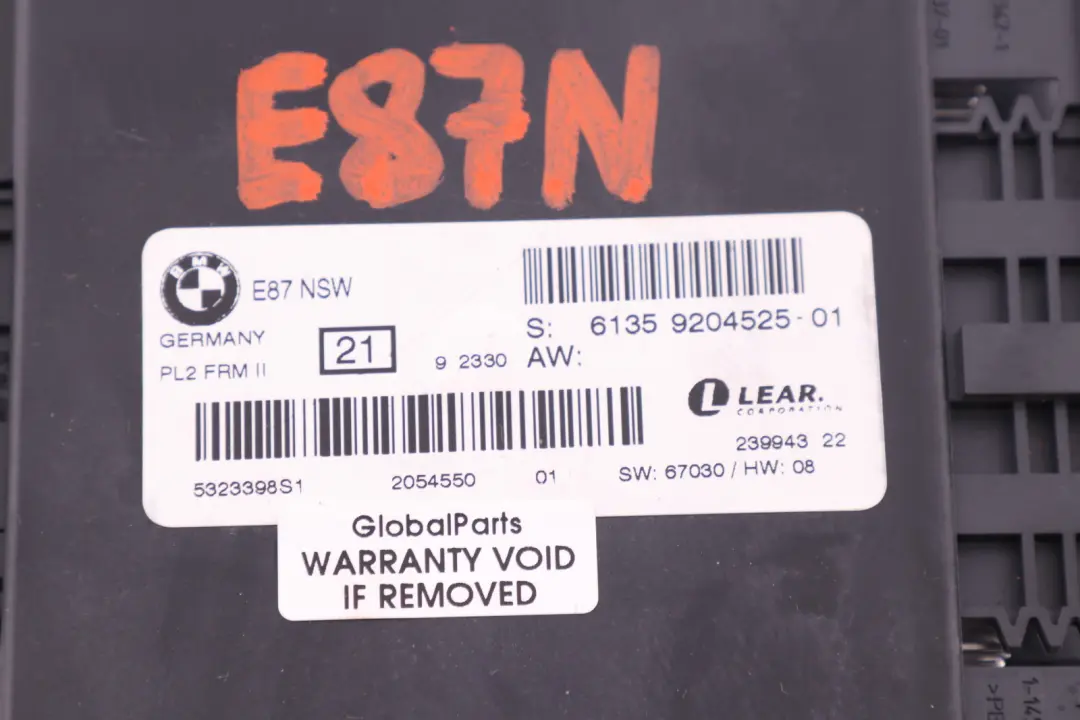 E87N
BMW
E87 NSW
GERMANY
PL2 FRM II
21
9 2330
S: 6135 9204525-01
AW:
LEAR.
CORPORATION
239943 22
5323398S1 2054550 01
SW: 67030 / HW: 08
GlobalParts
WARRANTY VOID
IF REMOVED